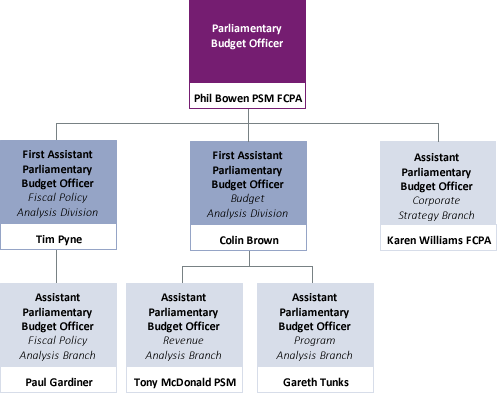 Parliamentary
Budget Officer
Phil Bowen PSM FCPA
First Assistant
Parliamentary
Budget Officer
Fiscal Policy
Analysis Division
Tim Pyne
First Assistant
Parliamentary
Budget Officer
Budget
Analysis Division
Colin Brown
Assistant
Parliamentary
Budget Officer
Corporate
Strategy Branch
Karen Williams FCPA
Assistant
Parliamentary
Budget Officer
Fiscal Policy
Analysis Branch
Paul Gardiner
Assistant
Parliamentary
Budget Officer
Revenue
Analysis Branch
Tony McDonald PSM
Assistant
Parliamentary
Budget Officer
Program
Analysis Branch
Gareth Tunks